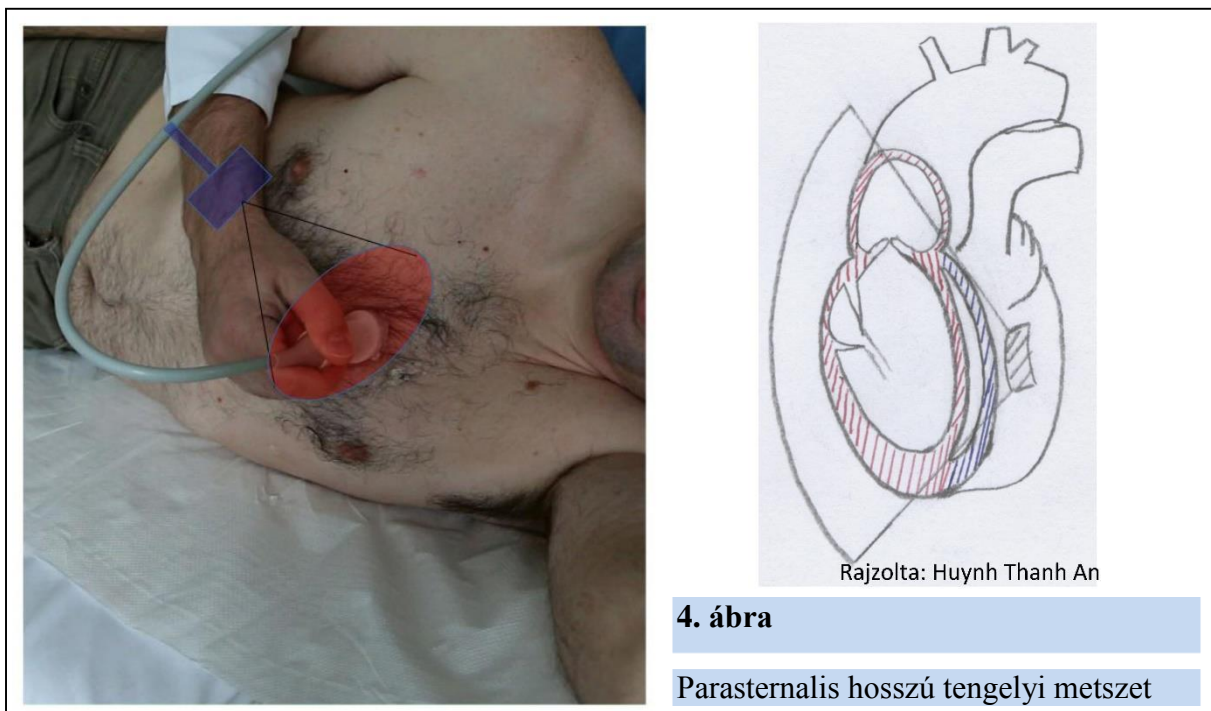 Rajzolta: Huynh Thanh An
4. ábra
Parasternalis hosszú tengelyi metszet